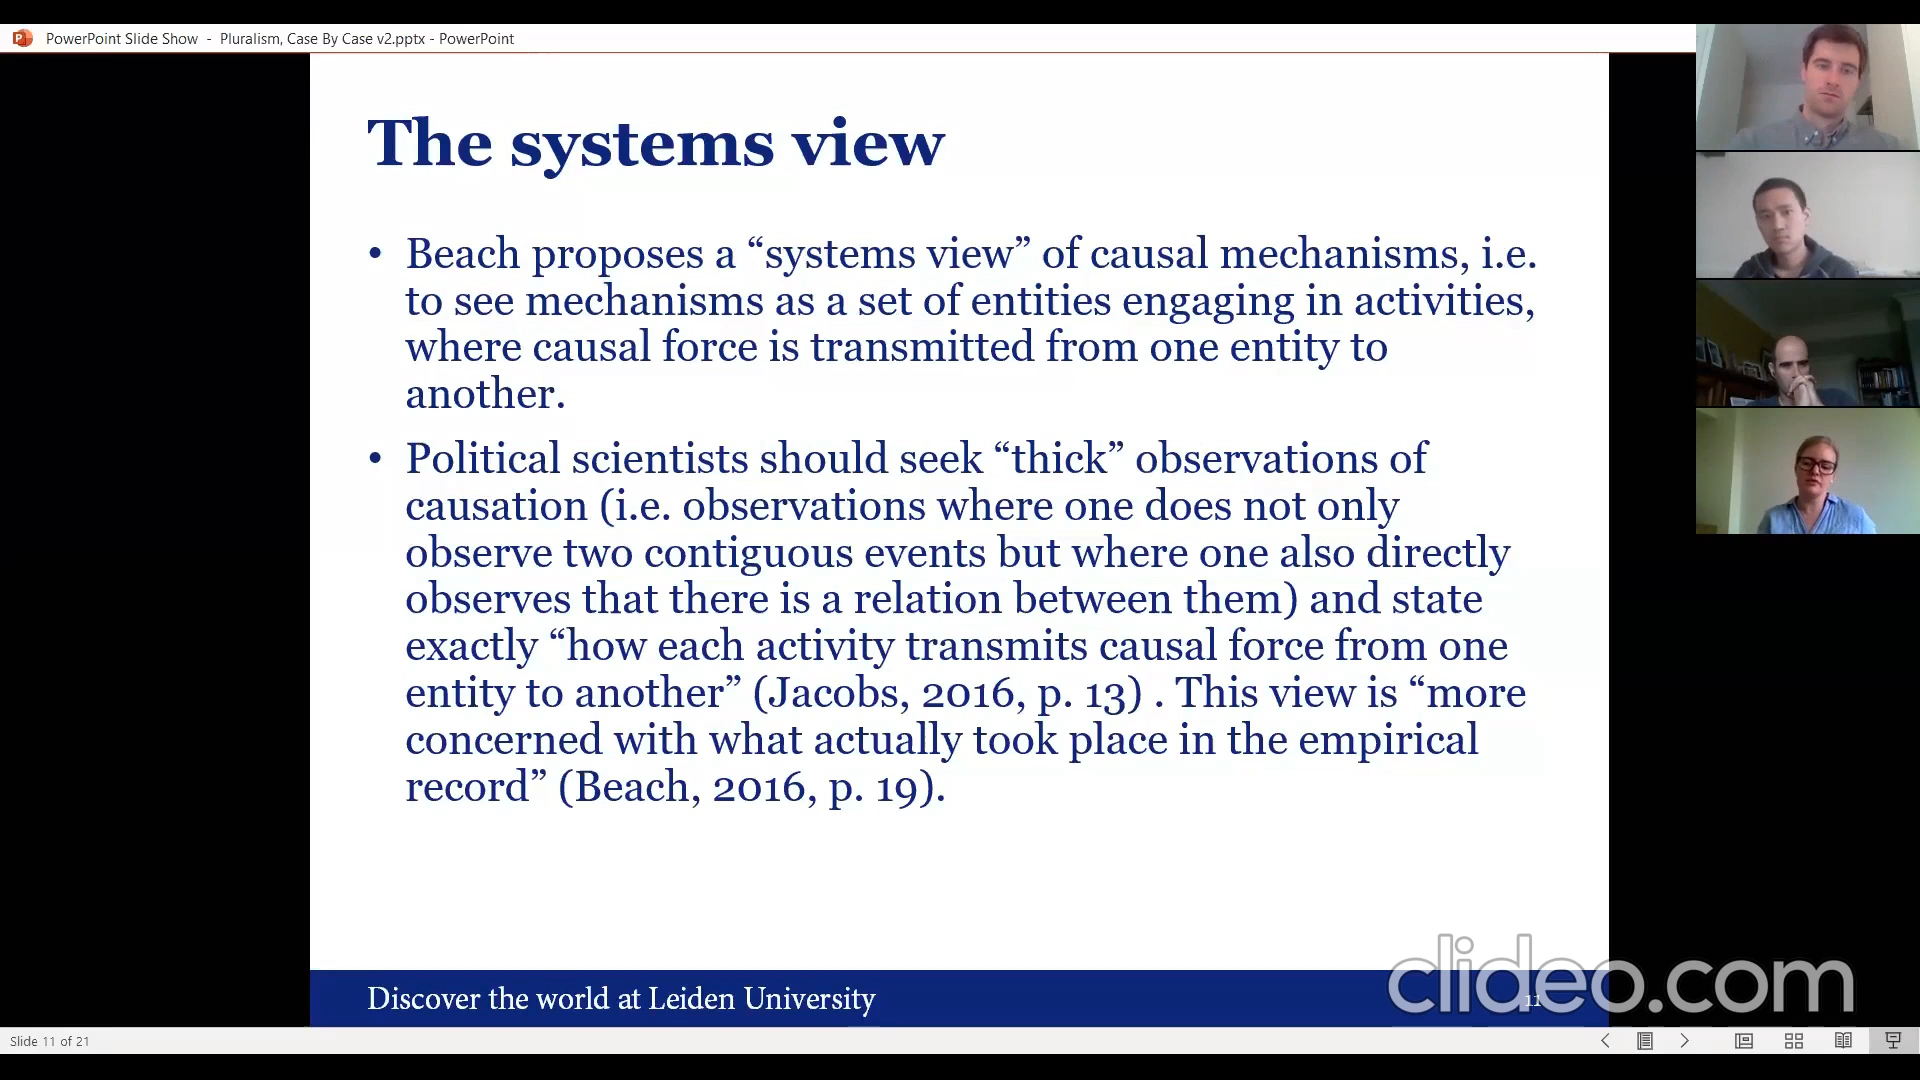 PowerPoint Slide Show - Pluralism, Case By Case v2.pptx - PowerPoint
The systems view
• Beach proposes a “systems view” of causal mechanisms, i.e.
to see mechanisms as a set of entities engaging in activities,
where causal force is transmitted from one entity to
another.
• Political scientists should seek “thick” observations of
causation (i.e. observations where one does not only
observe two contiguous events but where one also directly
observes that there is a relation between them) and state
exactly “how each activity transmits causal force from one
entity to another” (Jacobs, 2016, p. 13) . This view is “more
concerned with what actually took place in the empirical
record” (Beach, 2016, p. 19).
Discover the world at Leiden University
11
clideo.com
Slide 11 of 21